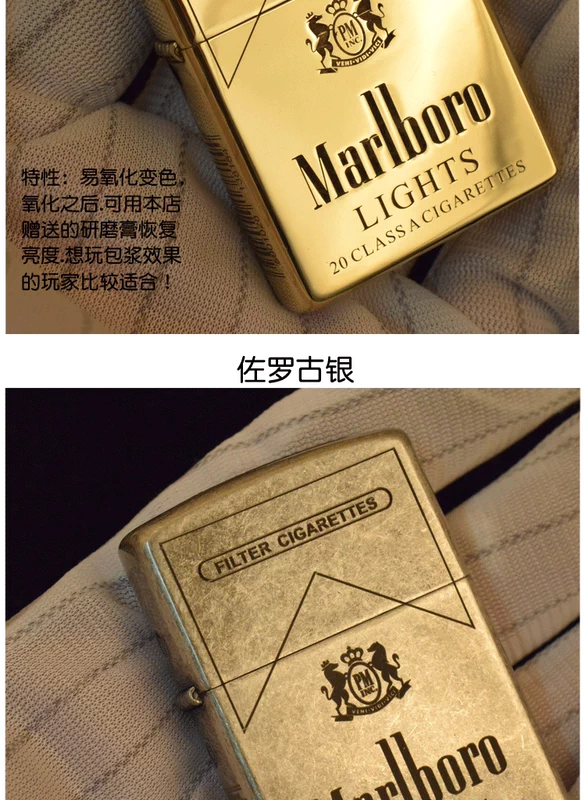 PM
INC.
VENI·VIDI·VICI
Marlboro
LIGHTS
20 CLASS A CIGARETTES
特性：易氧化变色.
氧化之后.可用本店
赠送的研磨膏恢复
亮度.想玩包浆效果
的玩家比较适合！
佐罗古银
FILTER CIGARETTES
PM
INC.
VENI·VIDI·VICI
Marlboro